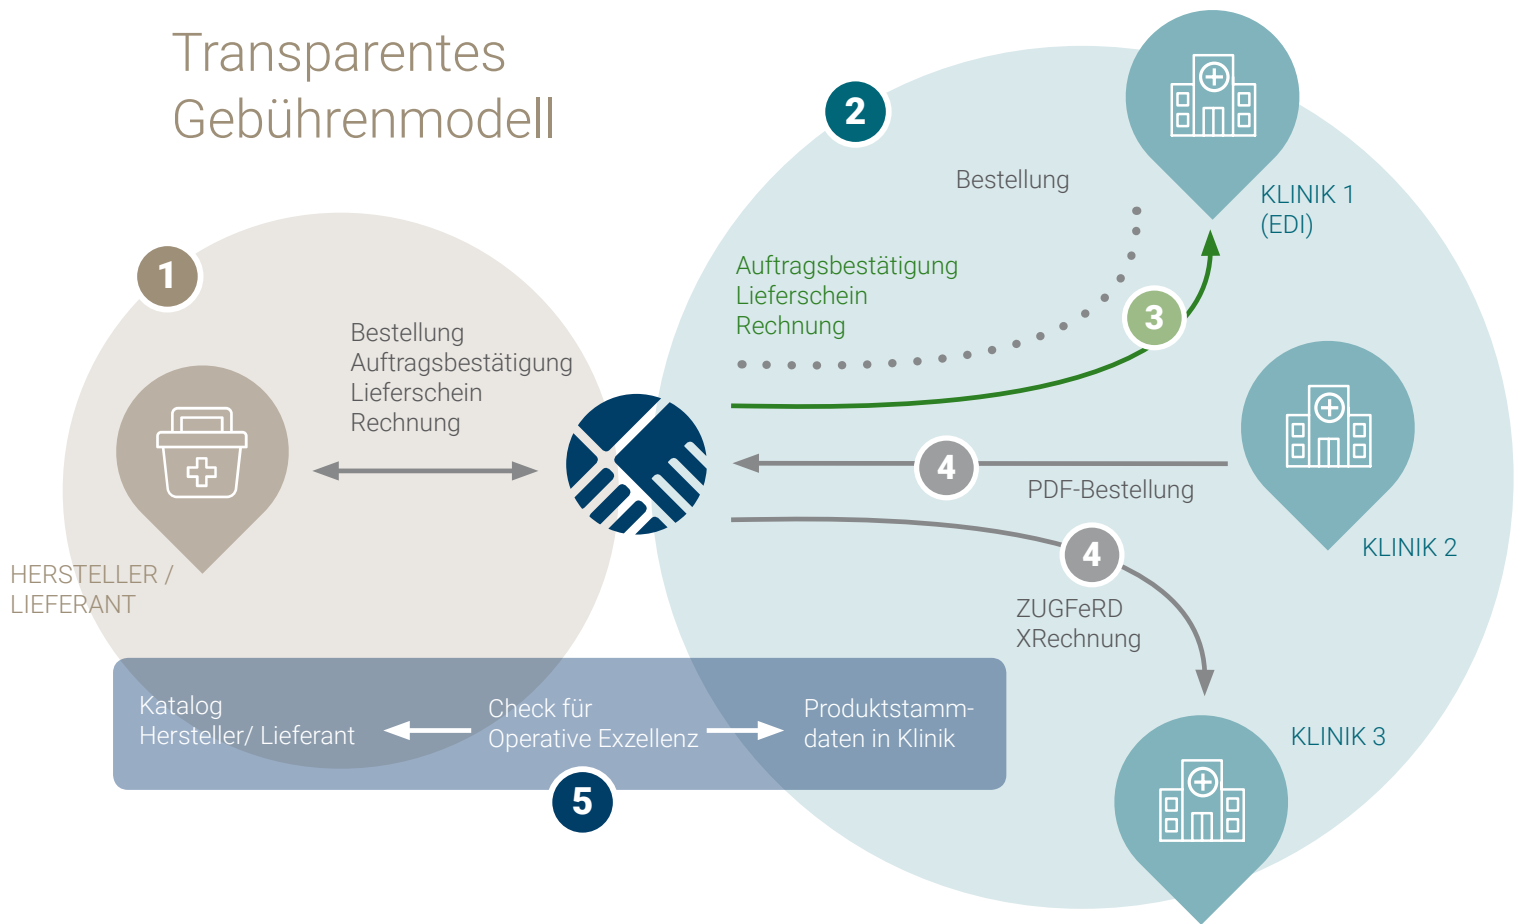 Transparentes
Gebührenmodell
1
Bestellung
Auftragsbestätigung
Lieferschein
Rechnung
HERSTELLER /
LIEFERANT
2
Bestellung
KLINIK 1
(EDI)
Auftragsbestätigung
Lieferschein
Rechnung
3
4
PDF-Bestellung
KLINIK 2
4
ZUGFeRD
XRechnung
KLINIK 3
Katalog
Hersteller/ Lieferant
Check für
Operative Exzellenz
Produktstamm-
daten in Klinik
5